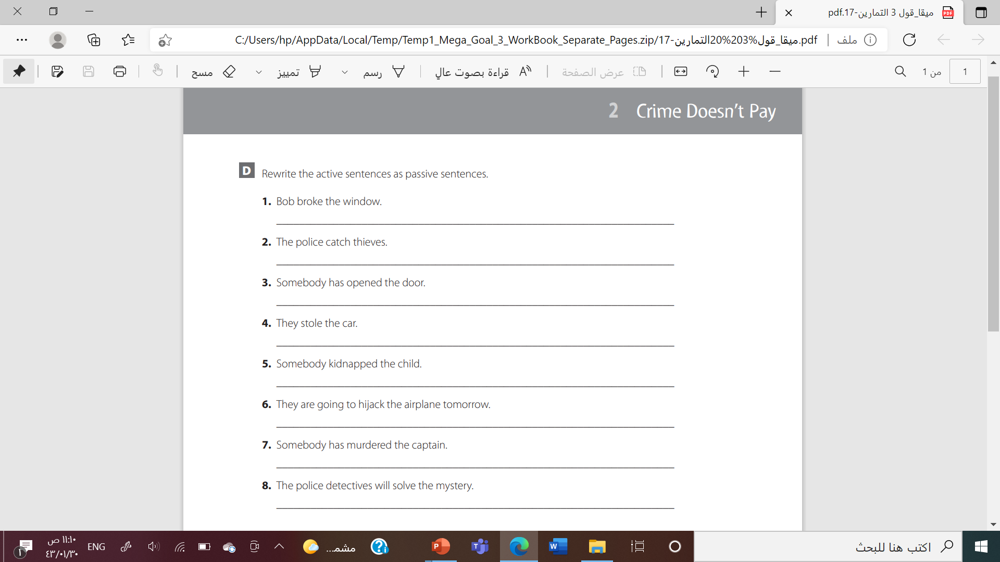 ميقا_قول 3 التمارين-17.pdf
C:/Users/hp/AppData/Local/Temp/Temp1_Mega_Goal_3_WorkBook_Separate_Pages.zip/ميقا_قول%203%20التمارين-17.pdf
ملف
1
من 1
عرض الصفحة
قراءة بصوت عالٍ
رسم
تمييز
مسح
2 Crime Doesn't Pay
D Rewrite the active sentences as passive sentences.
1. Bob broke the window.
2. The police catch thieves.
3. Somebody has opened the door.
4. They stole the car.
5. Somebody kidnapped the child.
6. They are going to hijack the airplane tomorrow.
7. Somebody has murdered the captain.
8. The police detectives will solve the mystery.
اكتب هنا للبحث
مشم...
ENG
١١:١٠ ص
٤٣/٠١/٣٠
١